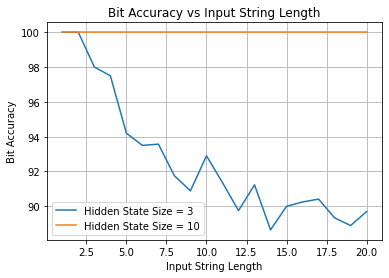 Bit Accuracy vs Input String Length
100
98
96
94
92
90
Bit Accuracy
Hidden State Size = 3
Hidden State Size = 10
2.5 5.0 7.5 10.0 12.5 15.0 17.5 20.0
Input String Length